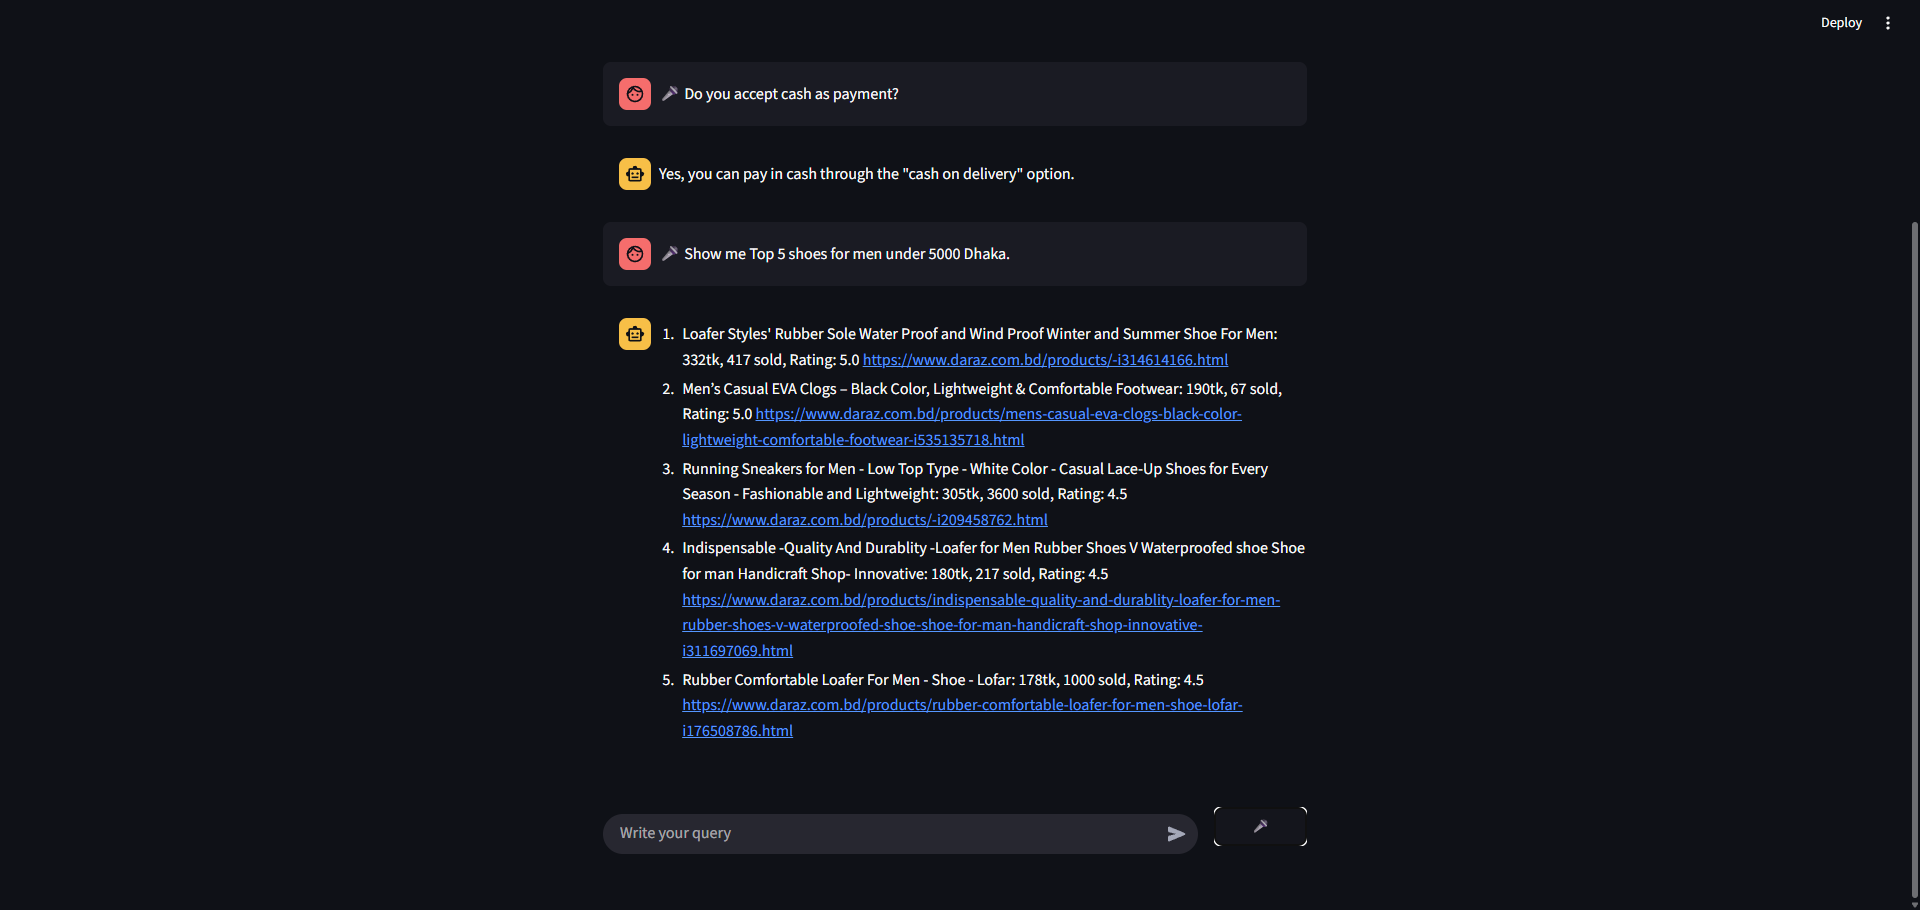 Deploy
Do you accept cash as payment?
Yes, you can pay in cash through the "cash on delivery" option.
Show me Top 5 shoes for men under 5000 Dhaka.
1. Loafer Styles' Rubber Sole Water Proof and Wind Proof Winter and Summer Shoe For Men:
332tk, 417 sold, Rating: 5.0 https://www.daraz.com.bd/products/-i314614166.html
2. Men’s Casual EVA Clogs – Black Color, Lightweight & Comfortable Footwear: 190tk, 67 sold,
Rating: 5.0 https://www.daraz.com.bd/products/mens-casual-eva-clogs-black-color-
lightweight-comfortable-footwear-i535135718.html
3. Running Sneakers for Men - Low Top Type - White Color - Casual Lace-Up Shoes for Every
Season - Fashionable and Lightweight: 305tk, 3600 sold, Rating: 4.5
https://www.daraz.com.bd/products/-i209458762.html
4. Indispensable -Quality And Durablity -Loafer for Men Rubber Shoes V Waterproofed shoe Shoe
for man Handicraft Shop- Innovative: 180tk, 217 sold, Rating: 4.5
https://www.daraz.com.bd/products/indispensable-quality-and-durablity-loafer-for-men-
rubber-shoes-v-waterproofed-shoe-shoe-for-man-handicraft-shop-innovative-
i311697069.html
5. Rubber Comfortable Loafer For Men - Shoe - Lofar: 178tk, 1000 sold, Rating: 4.5
https://www.daraz.com.bd/products/rubber-comfortable-loafer-for-men-shoe-lofar-
i176508786.html
Write your query